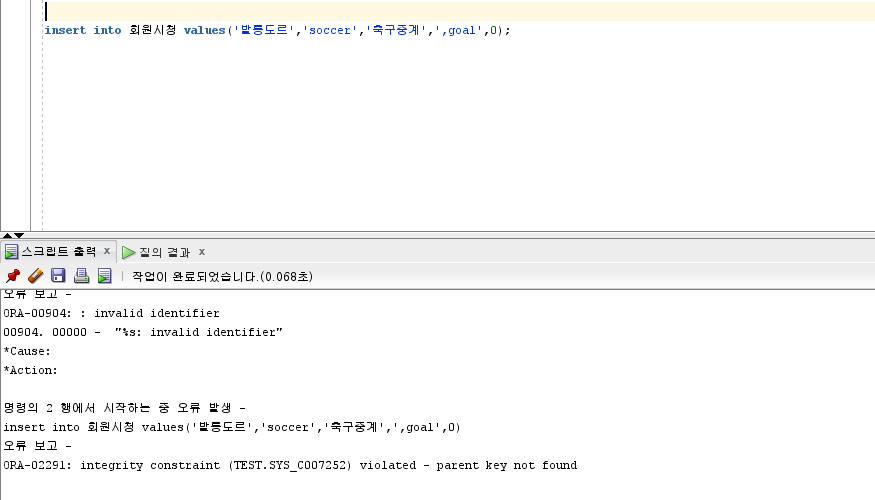 insert into 회원시청 values('발롱도르','soccer','축구중계',',goal',0);
스크립트 출력 x 질의 결과 x
작업이 완료되었습니다.(0.068초)
오류 보고 -
ORA-00904: : invalid identifier
00904. 00000 -  "%s: invalid identifier"
*Cause:
*Action:
명령의 2 행에서 시작하는 중 오류 발생 -
insert into 회원시청 values('발롱도르','soccer','축구중계',',goal',0)
오류 보고 -
ORA-02291: integrity constraint (TEST.SYS_C007252) violated - parent key not found